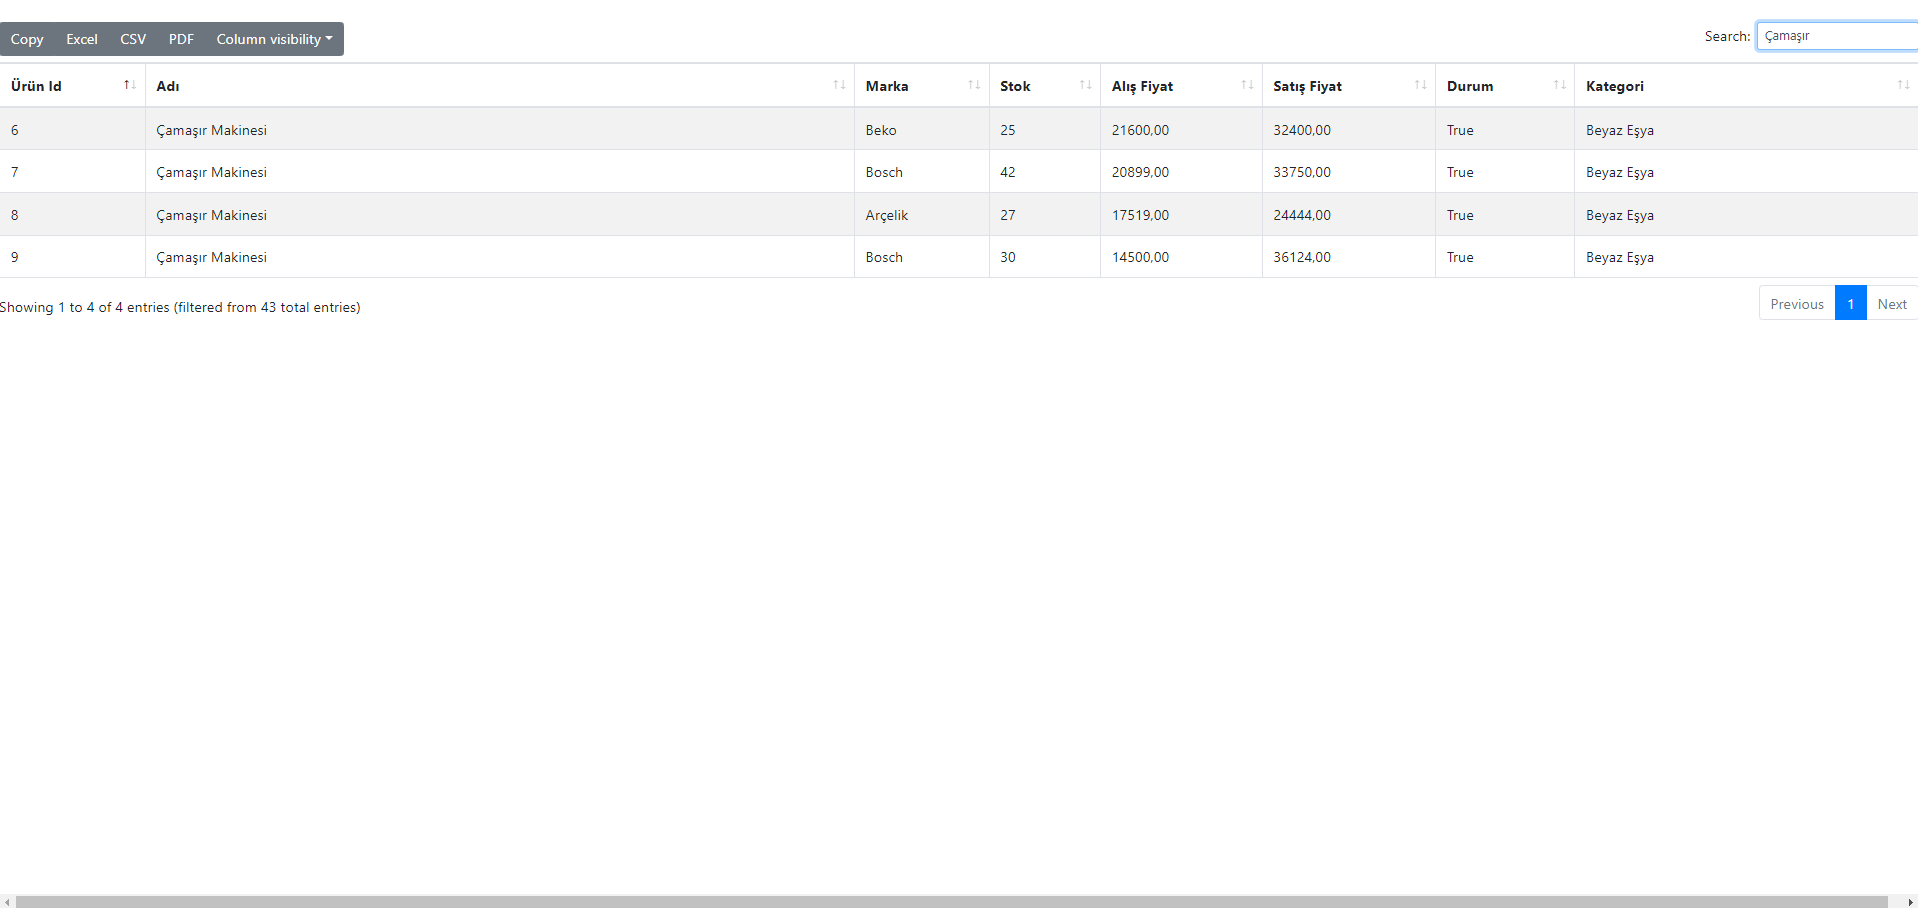 Copy Excel CSV PDF Column visibility Search: Çamaşır
Ürün Id Adı Marka Stok Alış Fiyat Satış Fiyat Durum Kategori
6 Çamaşır Makinesi Beko 25 21600,00 32400,00 True Beyaz Eşya
7 Çamaşır Makinesi Bosch 42 20899,00 33750,00 True Beyaz Eşya
8 Çamaşır Makinesi Arçelik 27 17519,00 24444,00 True Beyaz Eşya
9 Çamaşır Makinesi Bosch 30 14500,00 36124,00 True Beyaz Eşya
Showing 1 to 4 of 4 entries (filtered from 43 total entries) Previous 1 Next